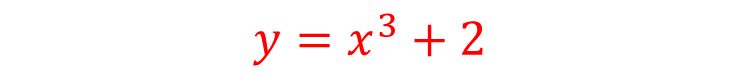 y = x³ + 2